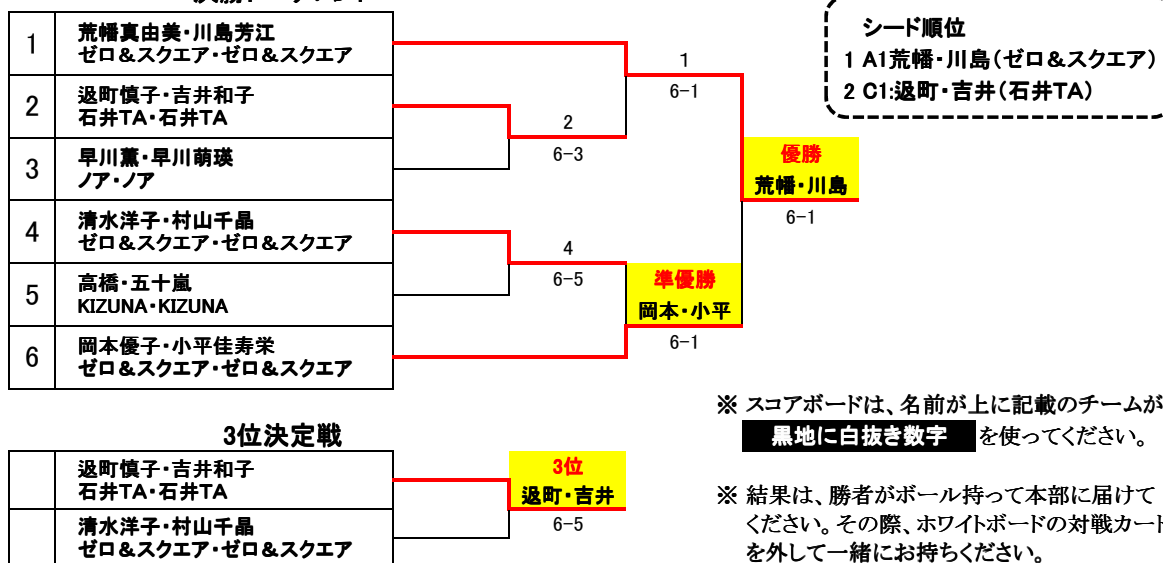 シード順位
1 A1荒幡・川島(ゼロ&スクエア)
2 C1:返町・吉井(石井TA)
1
荒幡真由美・川島芳江
ゼロ&スクエア・ゼロ&スクエア
2
返町慎子・吉井和子
石井TA・石井TA
3
早川薫・早川萌瑛
ノア・ノア
4
清水洋子・村山千晶
ゼロ&スクエア・ゼロ&スクエア
5
高橋・五十嵐
KIZUNA・KIZUNA
6
岡本優子・小平佳寿栄
ゼロ&スクエア・ゼロ&スクエア
2
6-3
4
6-5
1
6-1
準優勝
岡本・小平
6-1
優勝
荒幡・川島
6-1
3位決定戦
返町慎子・吉井和子
石井TA・石井TA
清水洋子・村山千晶
ゼロ&スクエア・ゼロ&スクエア
3位
返町・吉井
6-5
※ スコアボードは、名前が上に記載のチームが
黒地に白抜き数字 を使ってください。
※ 結果は、勝者がボール持って本部に届けて
ください。その際、ホワイトボードの対戦カード
を外して一緒にお持ちください。